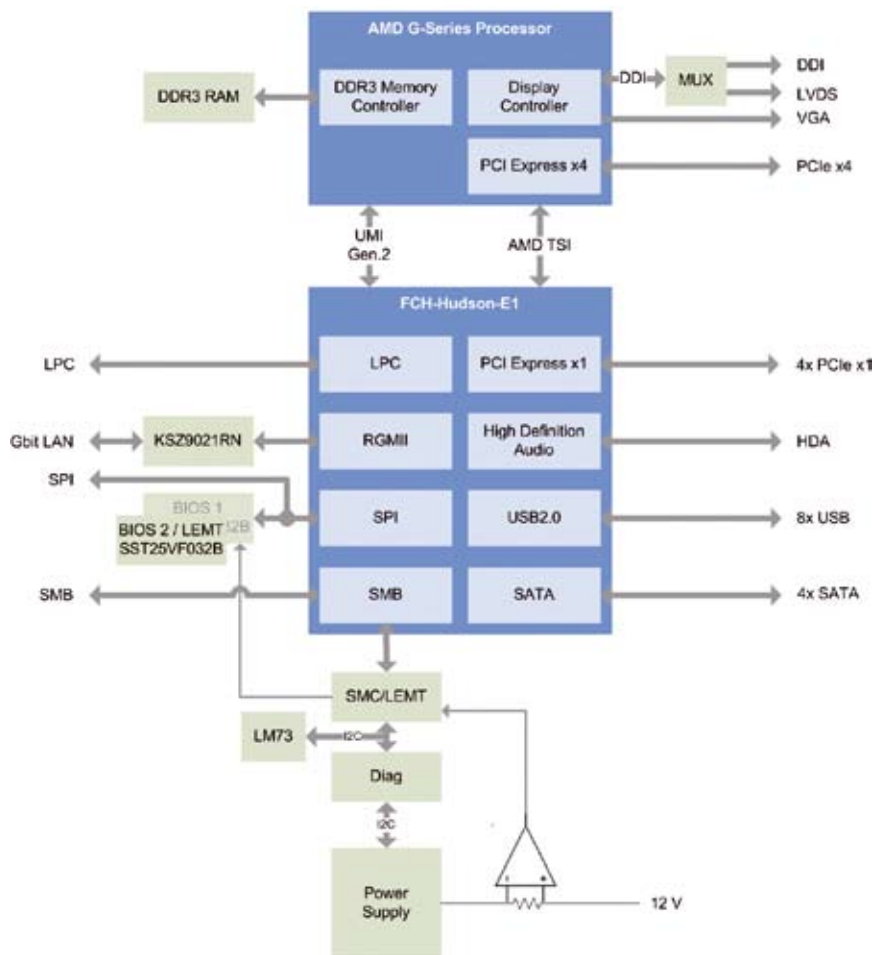 AMD G-Series Processor
DDR3 RAM
DDR3 Memory
Controller
Display
Controller
DDI
MUX
DDI
LVDS
VGA
PCI Express x4
PCIe x4
UMI
Gen.2
AMD TSI
FCH-Hudson-E1
LPC
LPC
PCI Express x1
4x PCIe x1
Gbit LAN
KSZ9021RN
RGMII
High Definition
Audio
HDA
SPI
BIOS 1
BIOS 2 / LEMT
32B
SST25VF032B
SPI
USB2.0
8x USB
SMB
SMB
SATA
4x SATA
SMC/LEMT
LM73
I2C
Diag
I2C
Power
Supply
- +
12 V